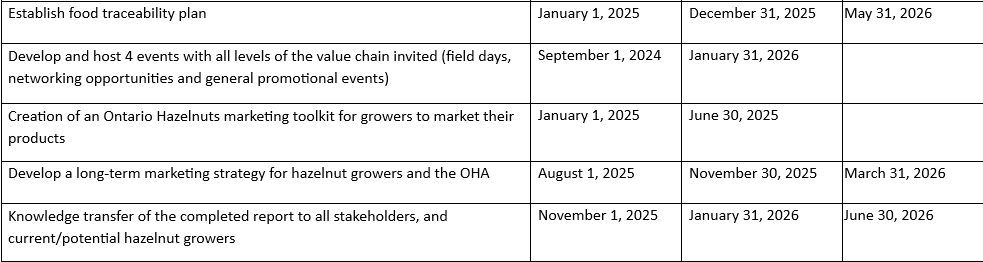 Establish food traceability plan January 1, 2025 December 31, 2025 May 31, 2026
Develop and host 4 events with all levels of the value chain invited (field days, September 1, 2024 January 31, 2026
networking opportunities and general promotional events)
Creation of an Ontario Hazelnuts marketing toolkit for growers to market their January 1, 2025 June 30, 2025
products
Develop a long-term marketing strategy for hazelnut growers and the OHA August 1, 2025 November 30, 2025 March 31, 2026
Knowledge transfer of the completed report to all stakeholders, and November 1, 2025 January 31, 2026 June 30, 2026
current/potential hazelnut growers